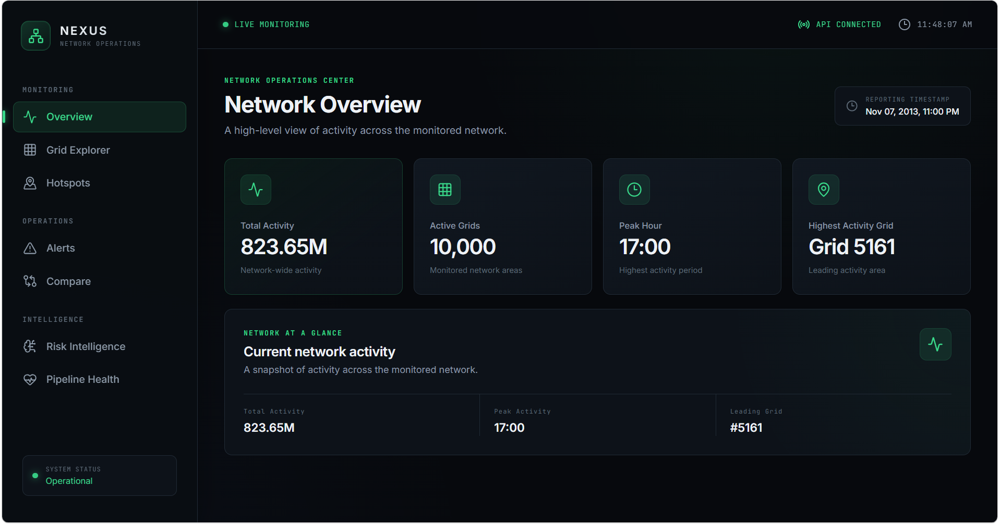 NEXUS
NETWORK OPERATIONS
MONITORING
Overview
Grid Explorer
Hotspots
OPERATIONS
Alerts
Compare
INTELLIGENCE
Risk Intelligence
Pipeline Health
SYSTEM STATUS
Operational
LIVE MONITORING
API CONNECTED
11:48:07 AM
NETWORK OPERATIONS CENTER
Network Overview
A high-level view of activity across the monitored network.
REPORTING TIMESTAMP
Nov 07, 2013, 11:00 PM
Total Activity
823.65M
Network-wide activity
Active Grids
10,000
Monitored network areas
Peak Hour
17:00
Highest activity period
Highest Activity Grid
Grid 5161
Leading activity area
NETWORK AT A GLANCE
Current network activity
A snapshot of activity across the monitored network.
Total Activity
823.65M
Peak Activity
17:00
Leading Grid
#5161